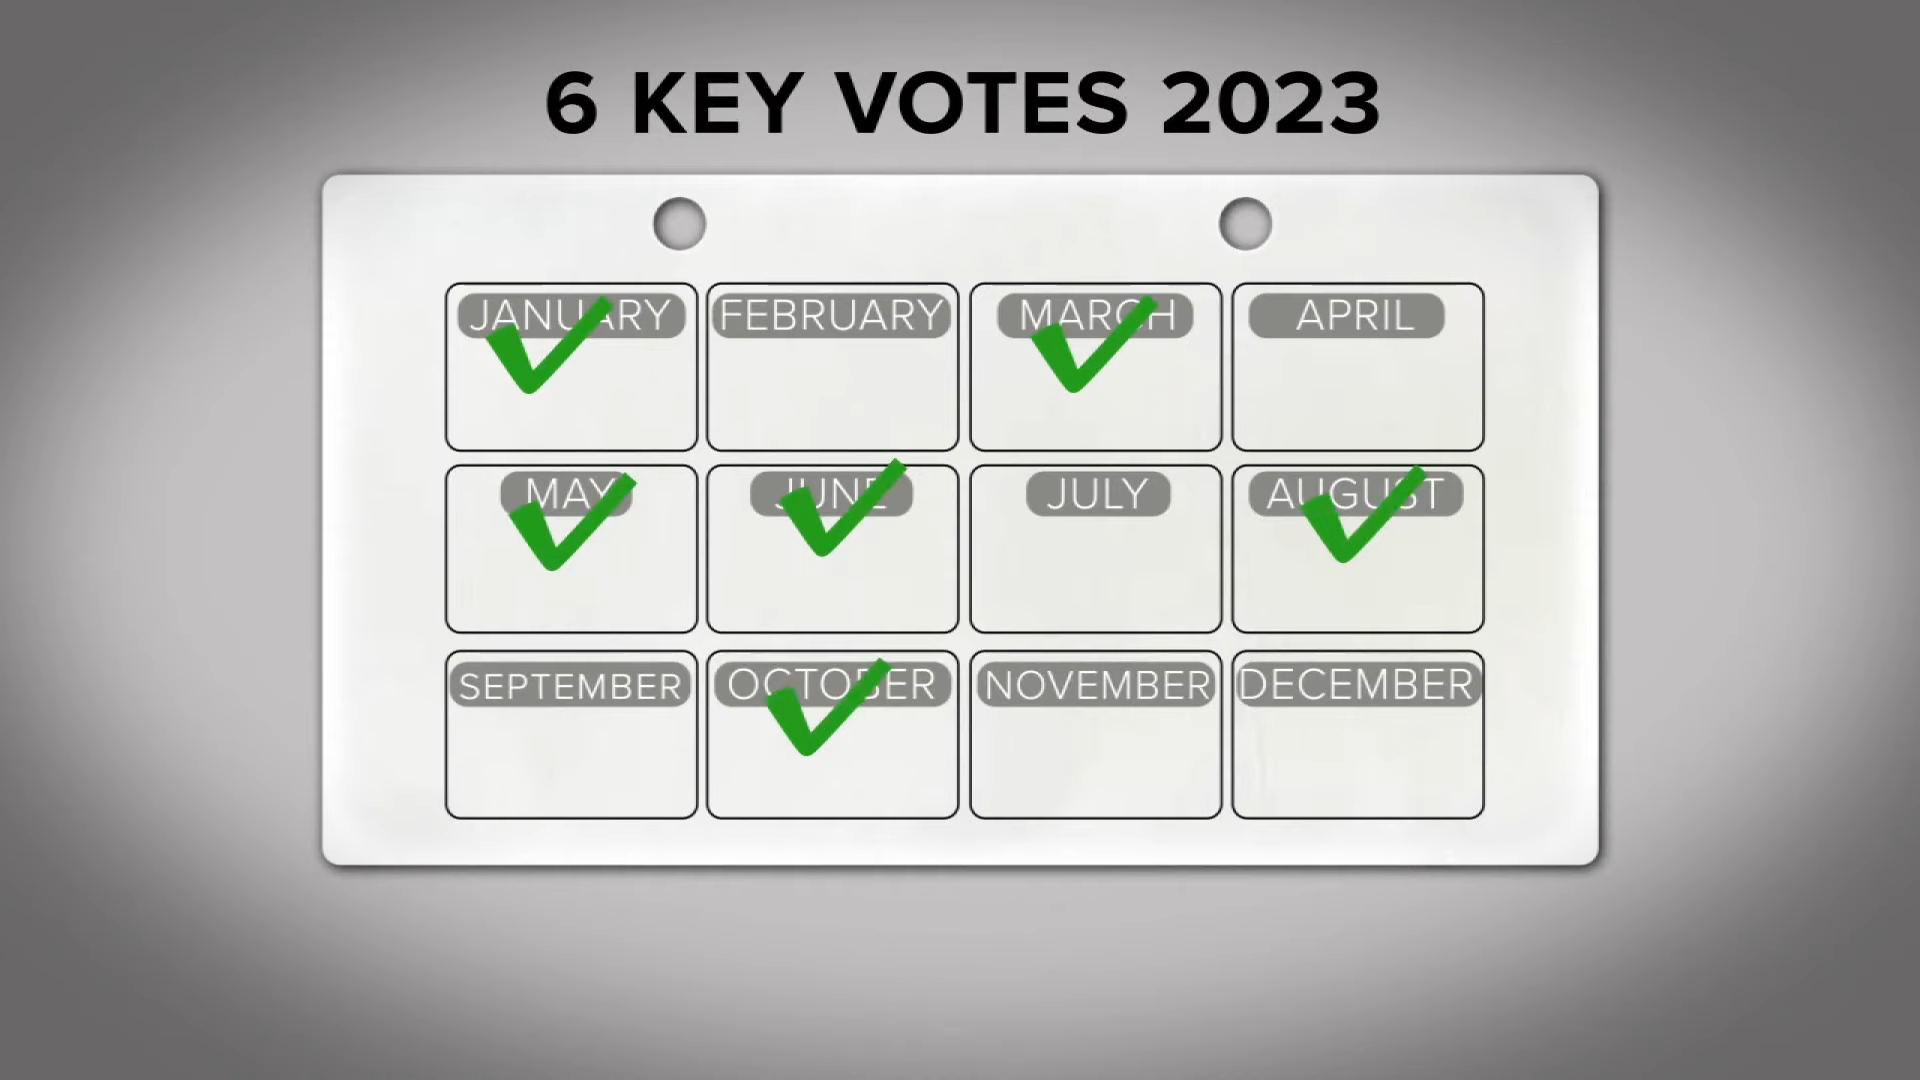 6 KEY VOTES 2023
JANUARY FEBRUARY MARCH APRIL
MAY JUNE JULY AUGUST
SEPTEMBER OCTOBER NOVEMBER DECEMBER